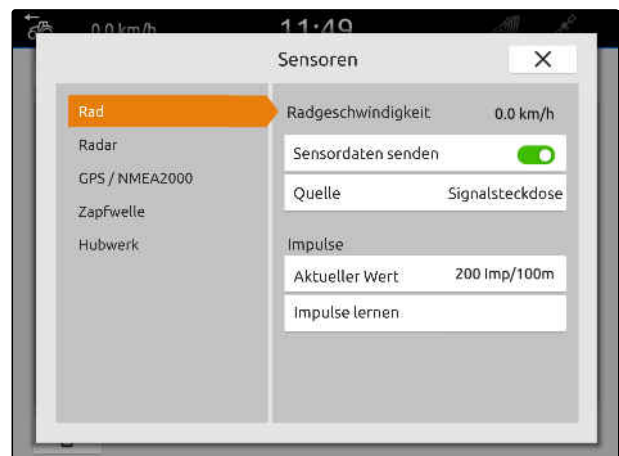 0.0 km/h 11:49
Sensoren
Rad
Radar
GPS / NMEA2000
Zapfwelle
Hubwerk
Radgeschwindigkeit 0.0 km/h
Sensordaten senden
Quelle Signalsteckdose
Impulse
Aktueller Wert 200 Imp/100m
Impulse lernen